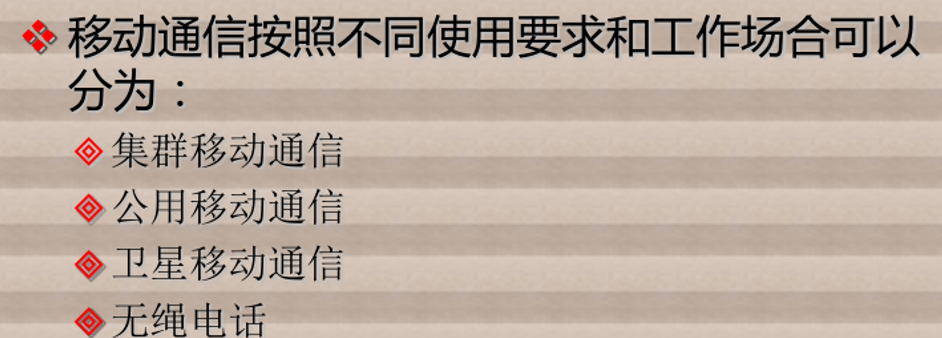 移动通信按照不同使用要求和工作场合可以
分为：
集群移动通信
公用移动通信
卫星移动通信
无绳电话